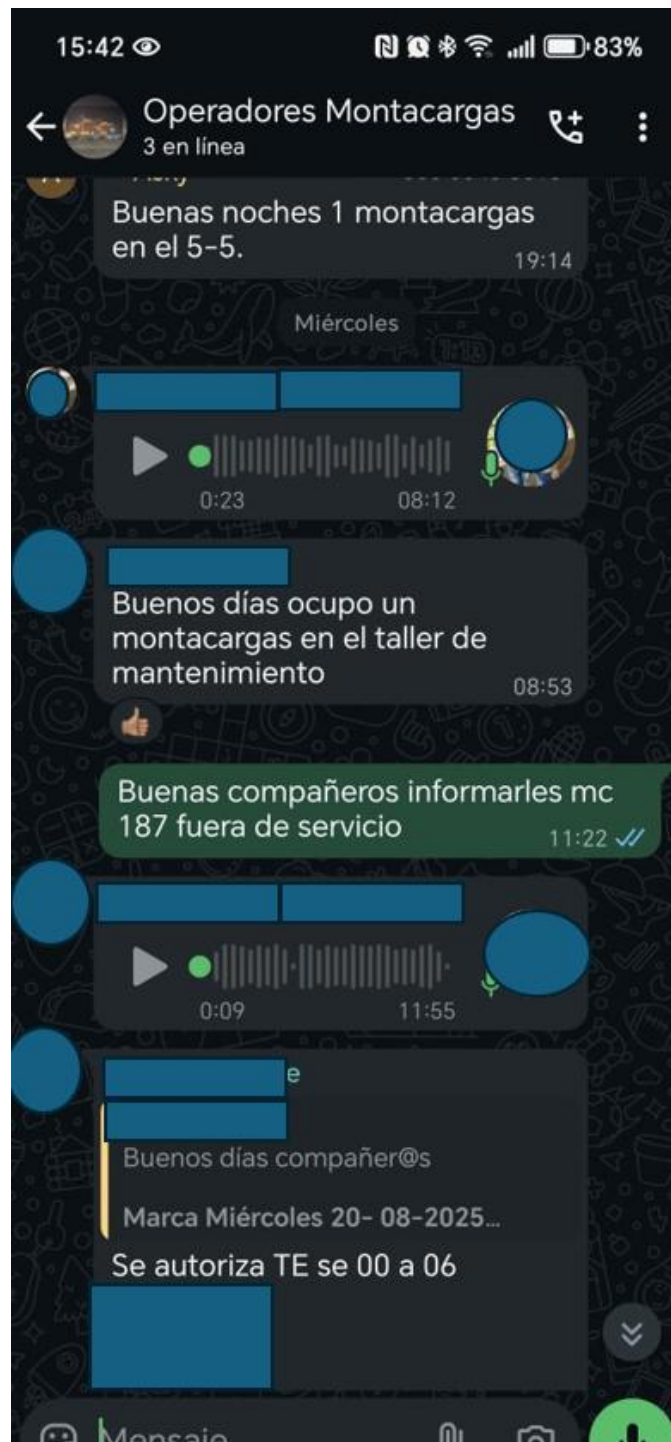 15:42
83%
Operadores Montacargas
3 en línea
Buenas noches 1 montacargas
en el 5-5.
19:14
Miércoles
0:23
08:12
Buenos días ocupo un
montacargas en el taller de
mantenimiento
08:53
Buenas compañeros informarles mc
187 fuera de servicio
11:22
0:09
11:55
e
Buenos días compañer@s
Marca Miércoles 20- 08-2025...
Se autoriza TE se 00 a 06
Mensaje